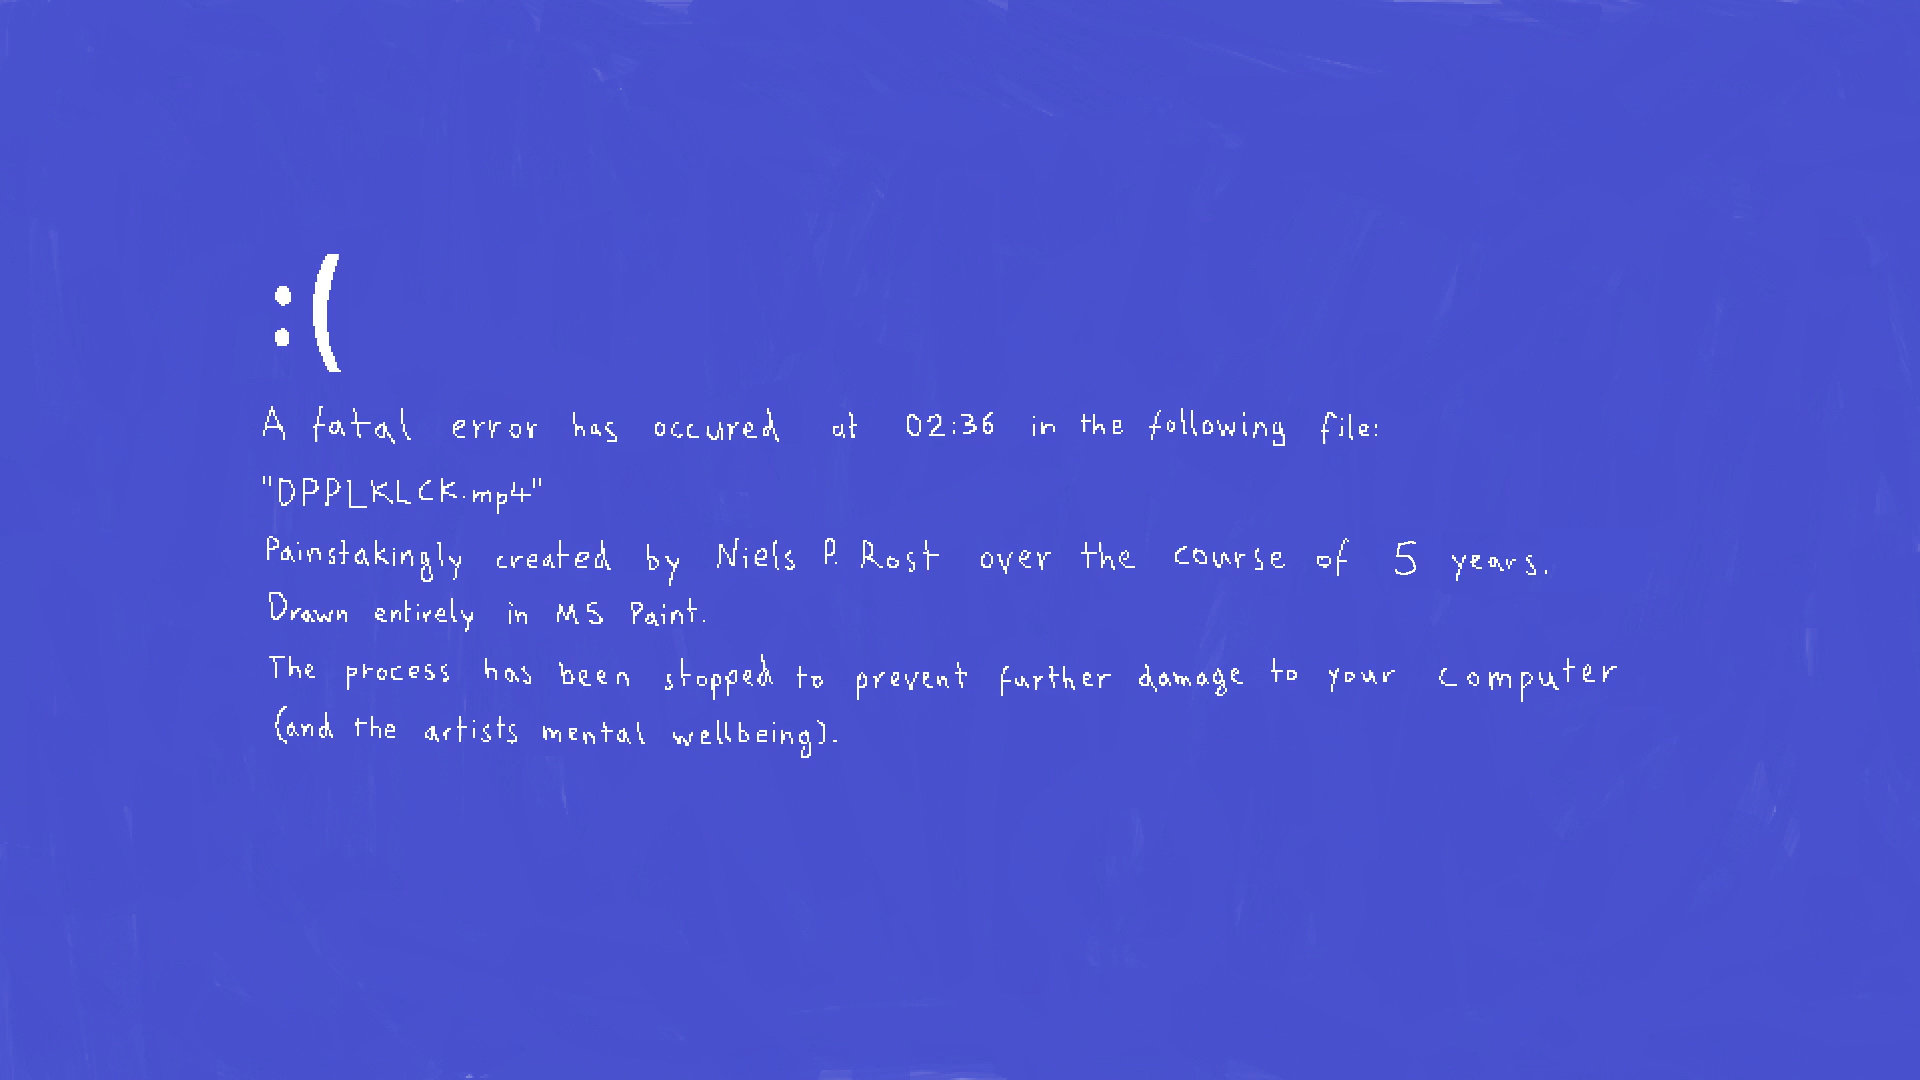 :(
A fatal error has occured at 02:36 in the following file:
"DPPLKLCK.mp4"
Painstakingly created by Niels P. Rost over the course of 5 years.
Drawn entirely in MS Paint.
The process has been stopped to prevent further damage to your computer
(and the artists mental wellbeing).